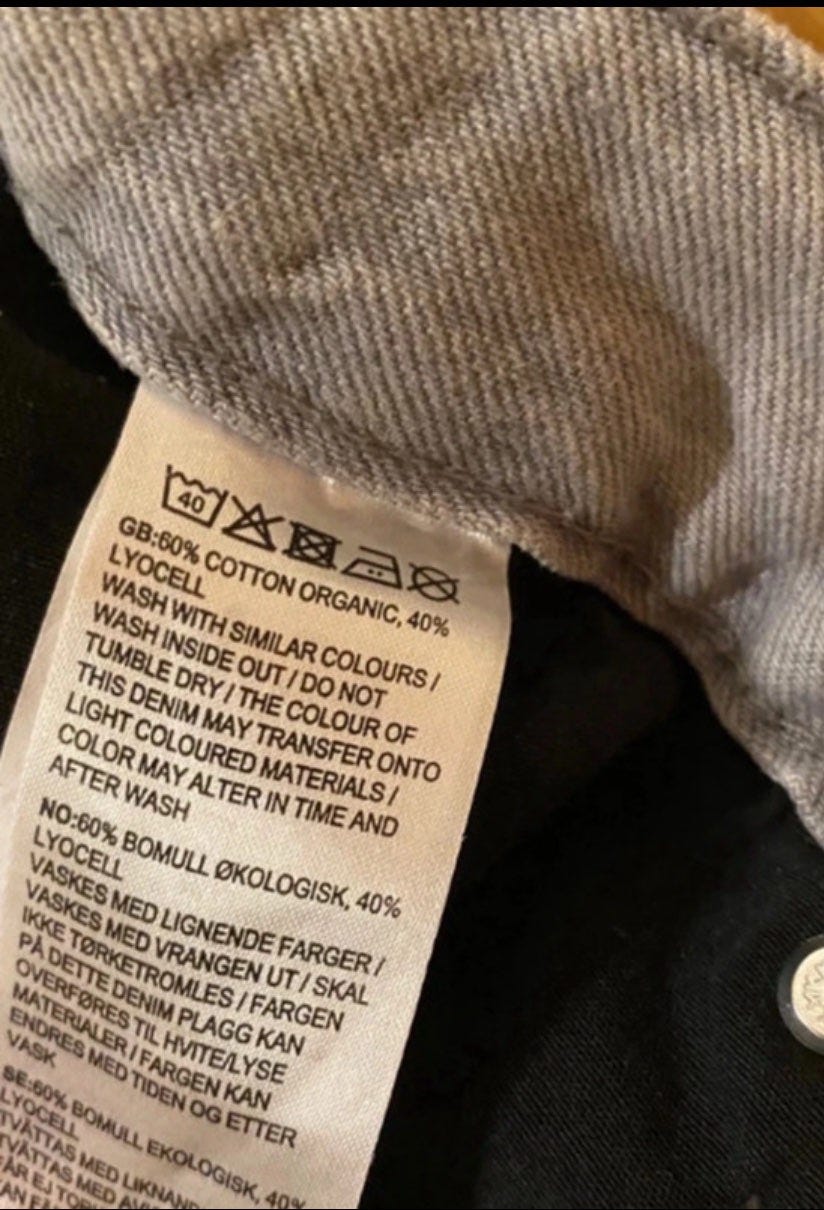 40
GB:60% COTTON ORGANIC, 40%
LYOCELL
WASH WITH SIMILAR COLOURS /
WASH INSIDE OUT / DO NOT
TUMBLE DRY / THE COLOUR OF
THIS DENIM MAY TRANSFER ONTO
LIGHT COLOURED MATERIALS /
COLOR MAY ALTER IN TIME AND
AFTER WASH
NO:60% BOMULL ØKOLOGISK, 40%
LYOCELL
VASKES MED LIGNENDE FARGER /
VASKES MED VRANGEN UT / SKAL
IKKE TØRKETROMLES / FARGEN
PÅ DETTE DENIM PLAGG KAN
OVERFØRES TIL HVITE/LYSE
MATERIALER / FARGEN KAN
ENDRES MED TIDEN OG ETTER
VASK
SE:60% BOMULL EKOLOGISK, 40%
LYOCELL
TVÄTTAS MED
TVÄTTAS MED